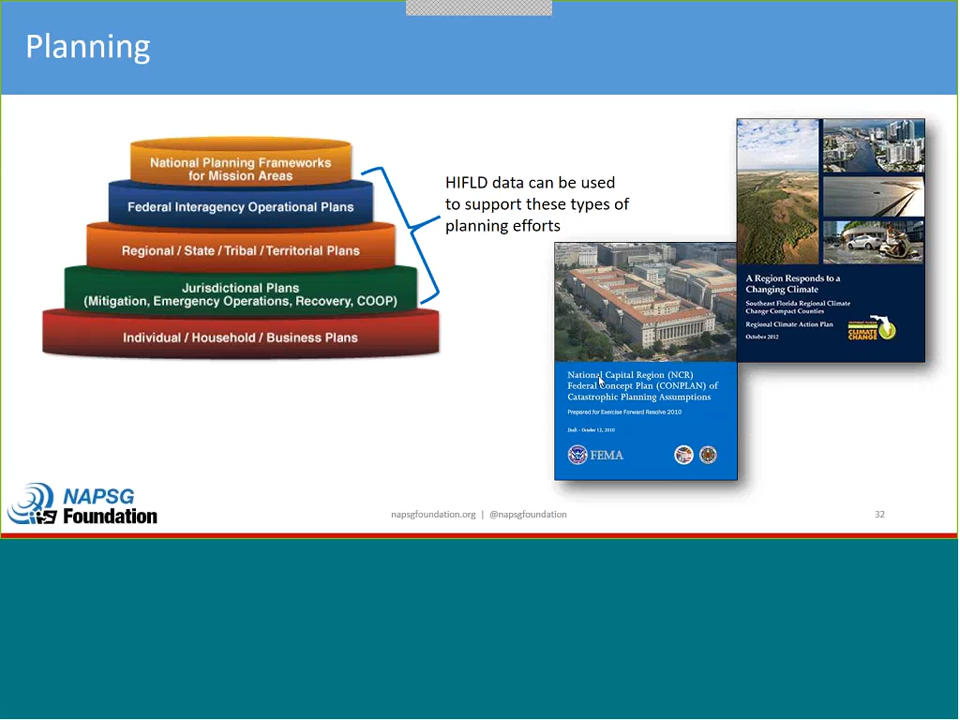 Planning
National Planning Frameworks
for Mission Areas
Federal Interagency Operational Plans
Regional / State / Tribal / Territorial Plans
Jurisdictional Plans
(Mitigation, Emergency Operations, Recovery, COOP)
Individual / Household / Business Plans
HIFLD data can be used
to support these types of
planning efforts
A Region Responds to a
Changing Climate
Southeast Florida Regional Climate
Change Compact Counties
Regional Climate Action Plan
October 2012
CLIMATE
CHANGE
National Capital Region (NCR)
Federal Concept Plan (CONPLAN) of
Catastrophic Planning Assumptions
Prepared for Exercise Forward Resolve 2010
Draft - October 12, 2010
FEMA
NAPSG
Foundation
napsgfoundation.org | @napsgfoundation
32